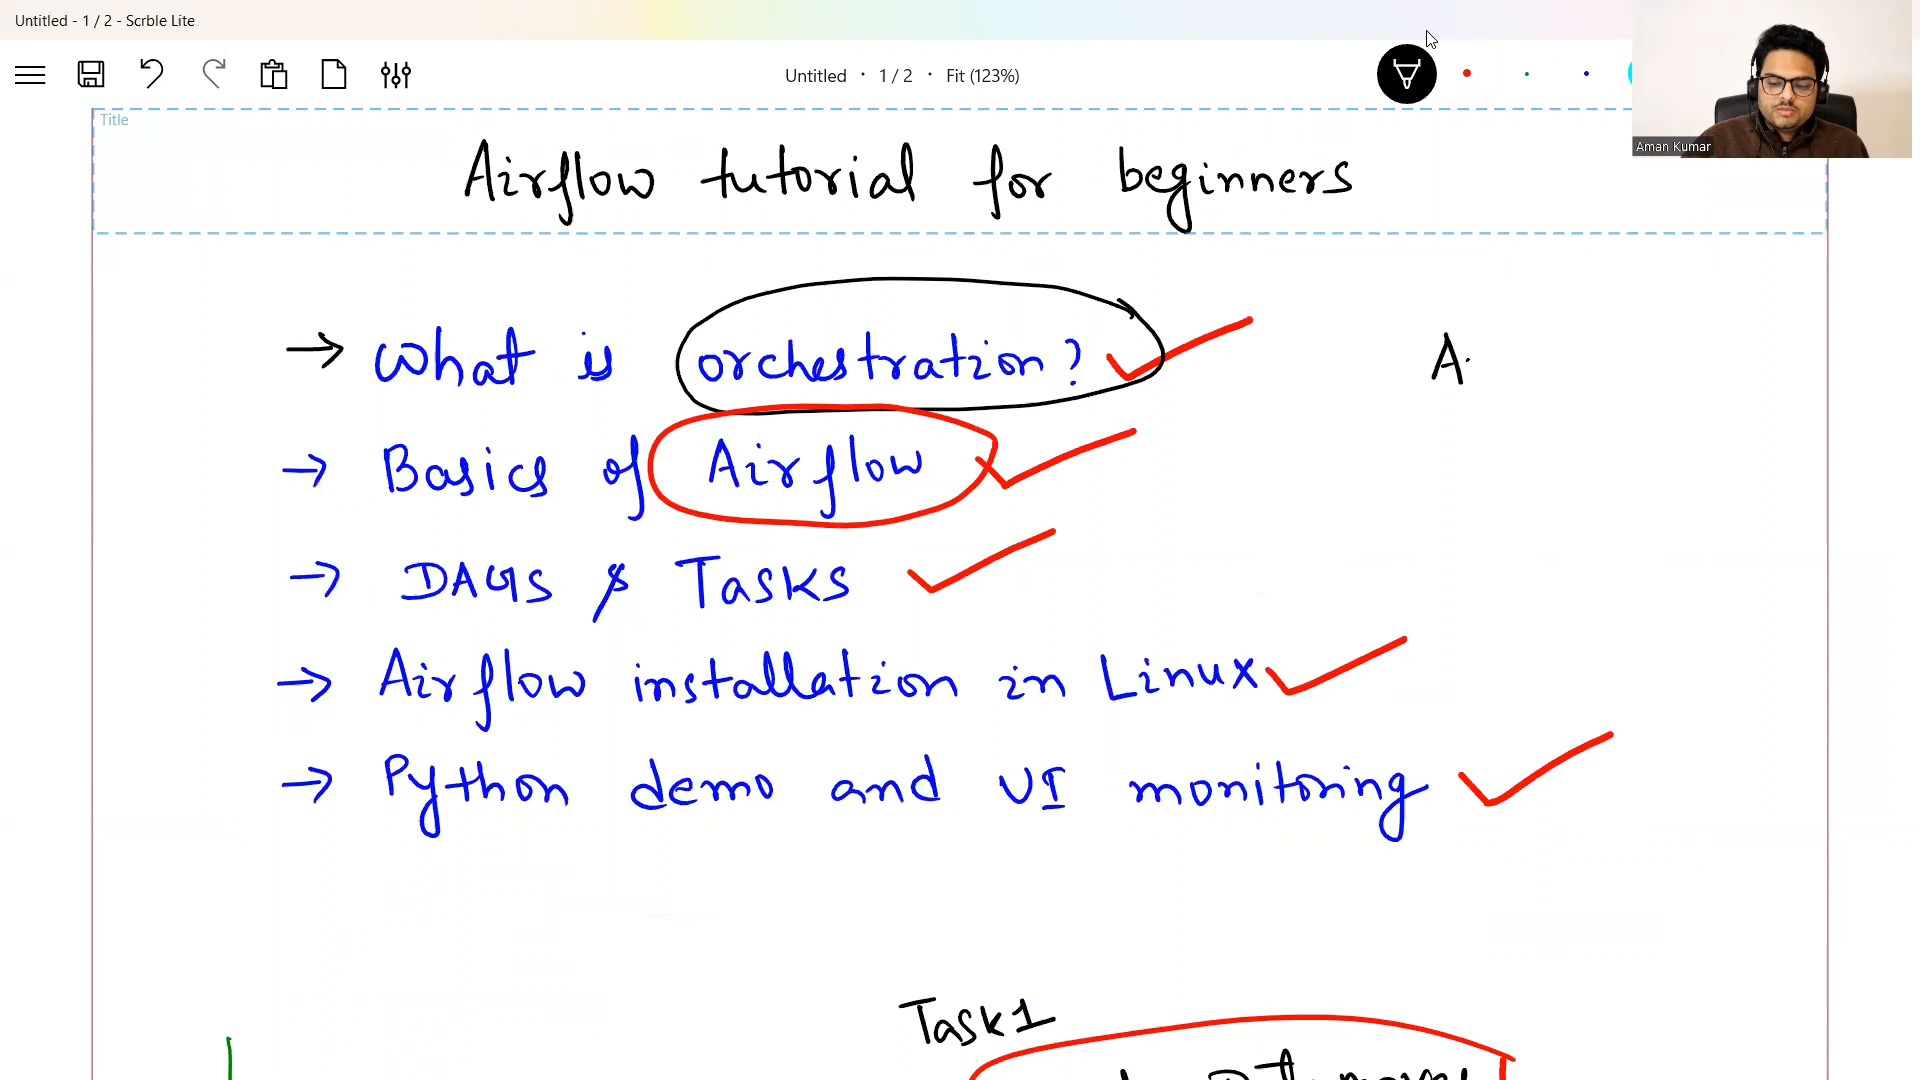 Untitled - 1 / 2 - Scrble Lite
Untitled • 1 / 2 • Fit (123%)
Aman Kumar
Title
Airflow tutorial for beginners
→ What is orchestration?
A
→ Basics of Airflow
→ DAGS & Tasks
→ Airflow installation in Linux
→ Python demo and UI monitoring
Task1